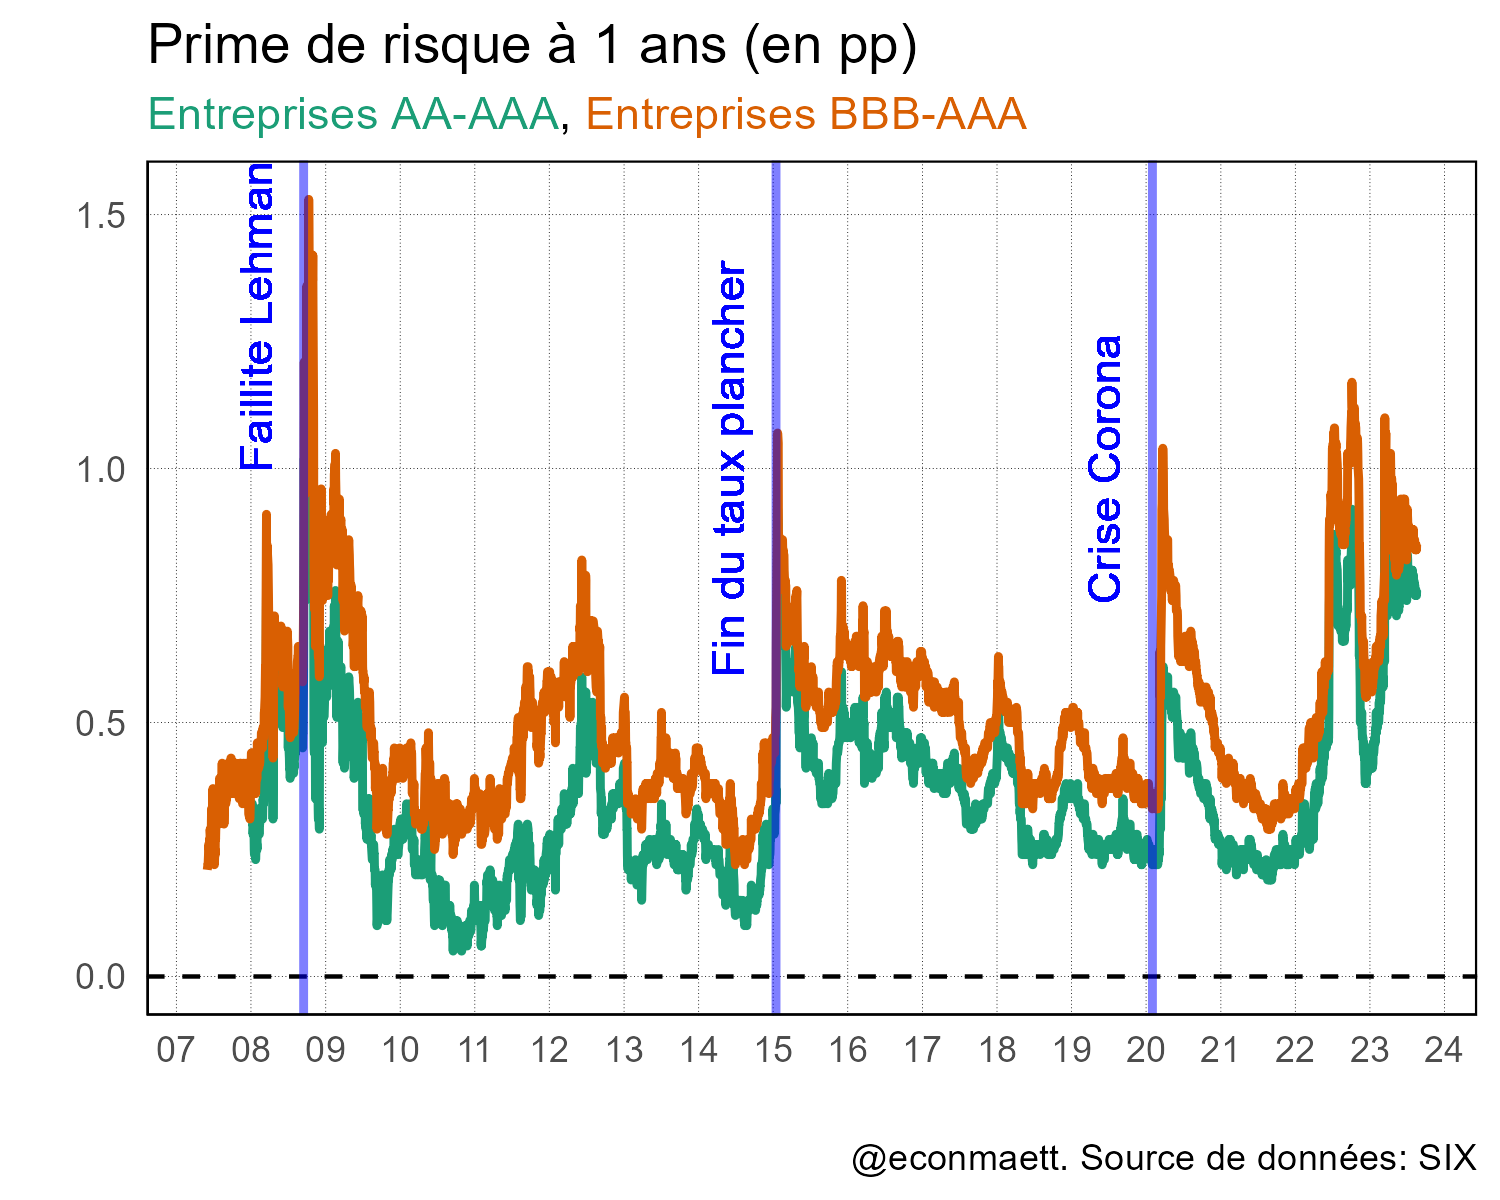 Prime de risque à 1 ans (en pp)
Entreprises AA-AAA, Entreprises BBB-AAA
Faillite Lehman
Fin du taux plancher
Crise Corona
1.5
1.0
0.5
0.0
07 08 09 10 11 12 13 14 15 16 17 18 19 20 21 22 23 24
@econmaett. Source de données: SIX